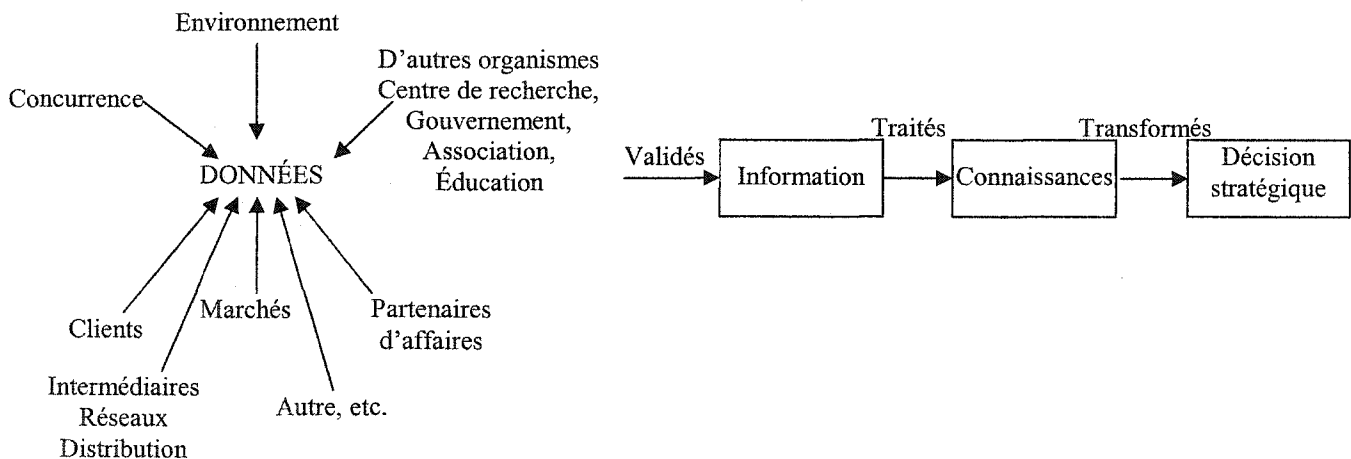 Environnement
Concurrence
D'autres organismes
Centre de recherche,
Gouvernement,
Association,
Éducation
DONNÉES
Clients
Intermédiaires
Réseaux
Distribution
Marchés
Autre, etc.
Partenaires
d'affaires
Validés
Information
Traités
Connaissances
Transformés
Décision
stratégique